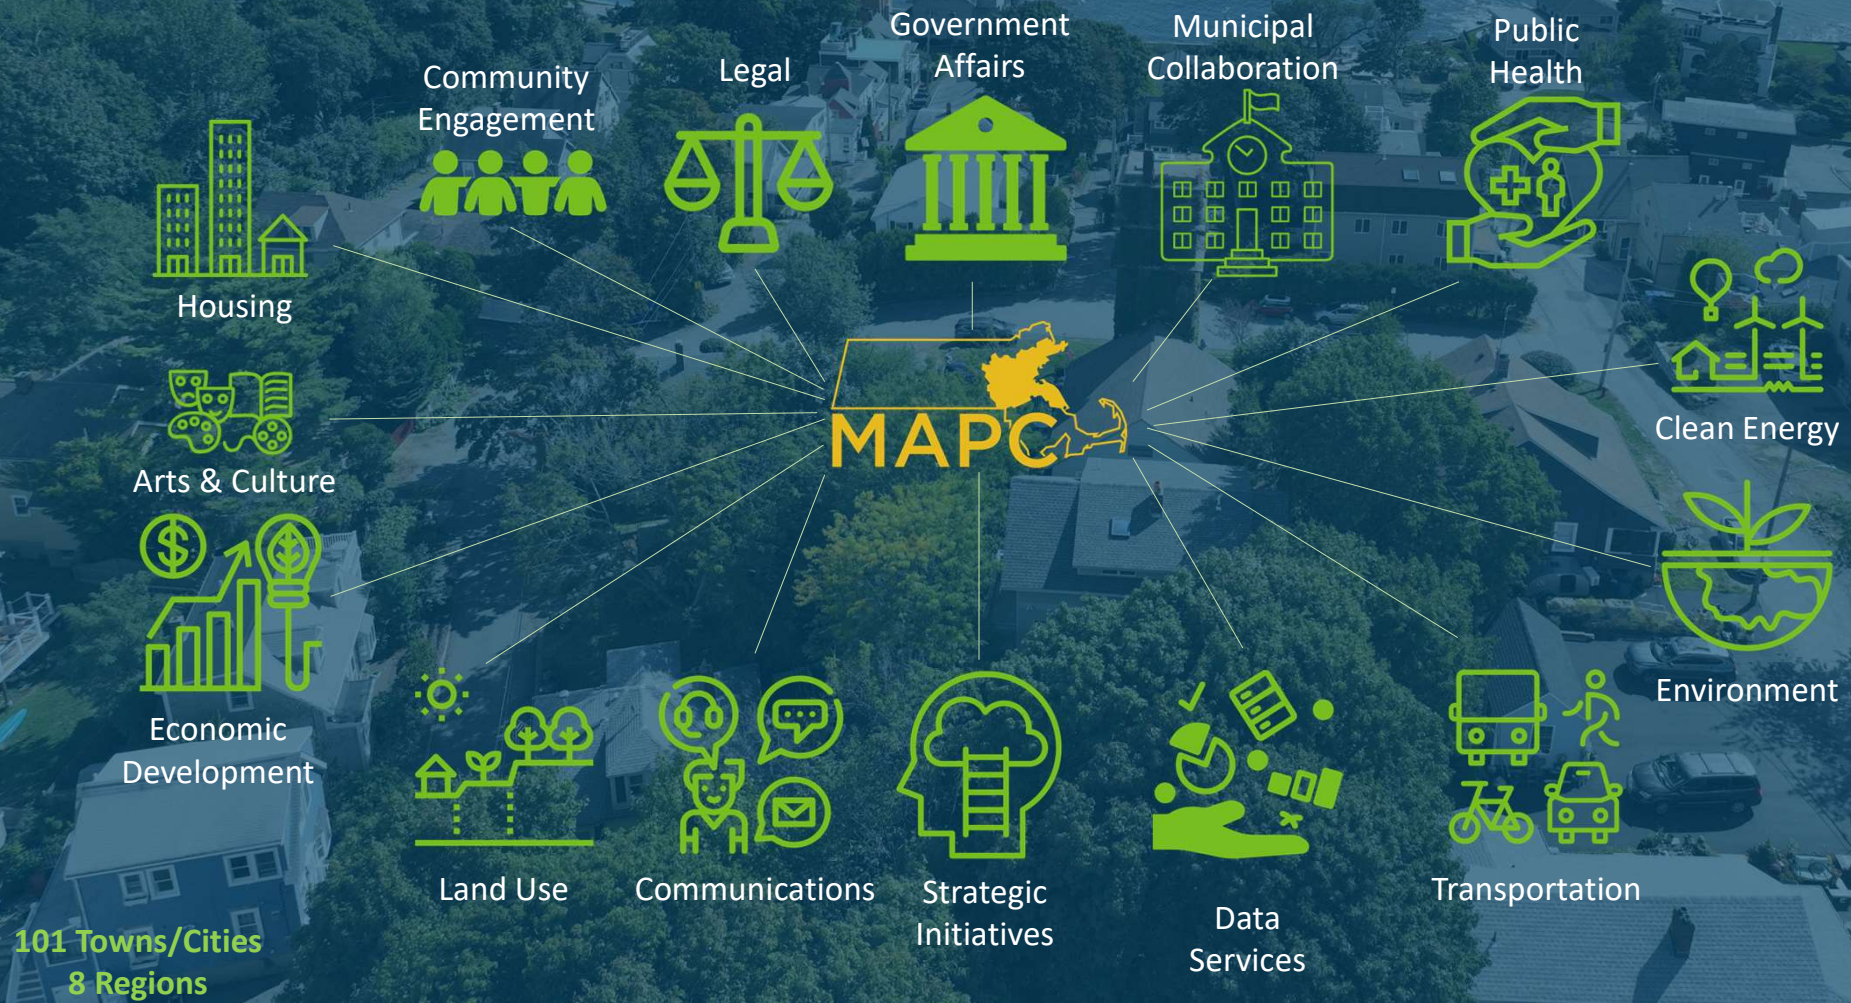 Government
Affairs
Municipal
Collaboration
Public
Health
Community
Engagement
Legal
Housing
MAPC
Clean Energy
Arts & Culture
Economic
Development
Environment
Land Use
Communications
Strategic
Initiatives
Data
Services
Transportation
101 Towns/Cities
8 Regions